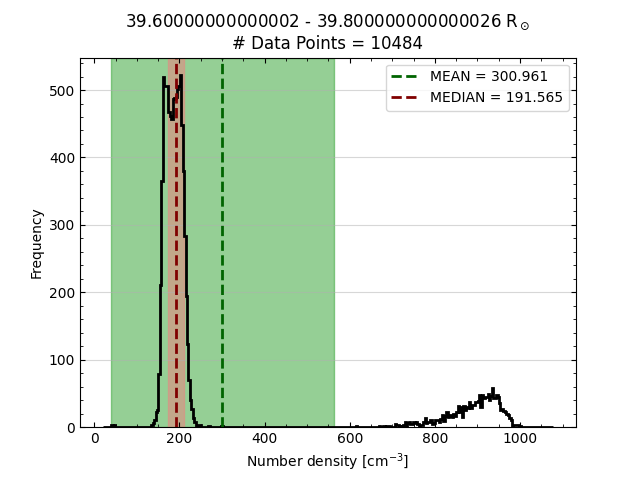 39.60000000000002 - 39.800000000000026 R⊙
# Data Points = 10484
MEAN = 300.961
MEDIAN = 191.565
Frequency
500
400
300
200
100
0
0 200 400 600 800 1000
Number density [cm⁻³]